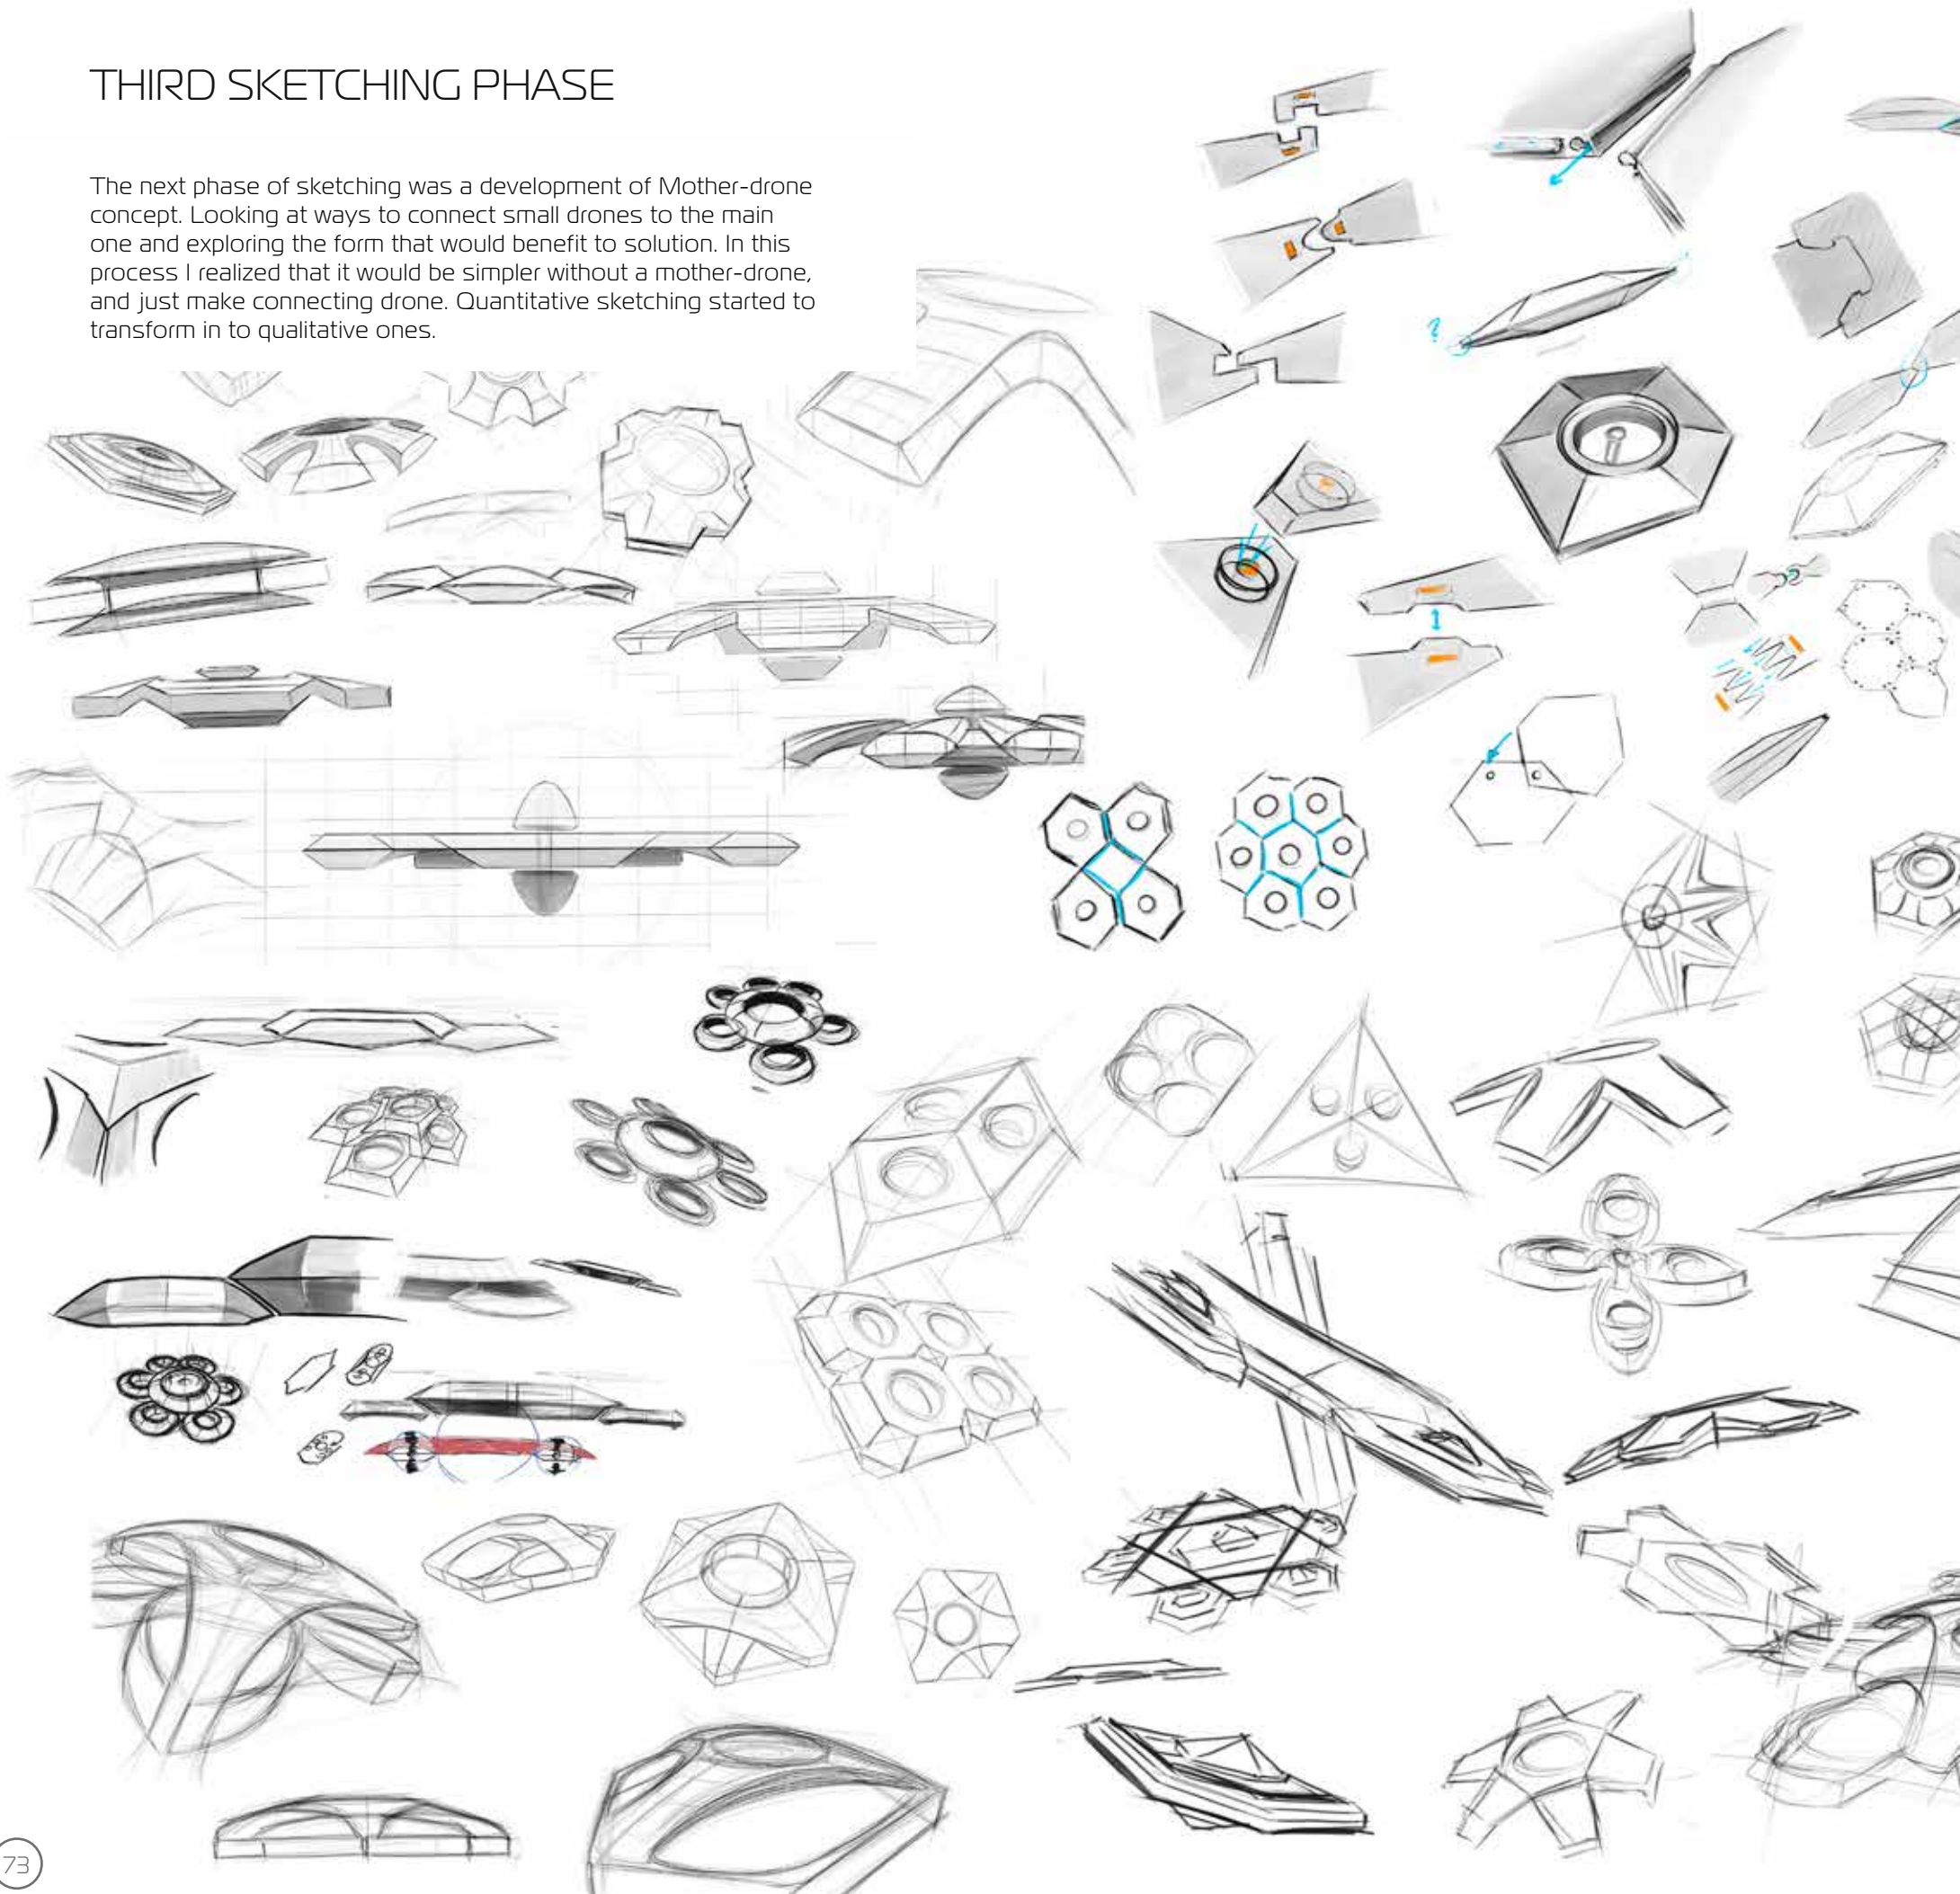 THIRD SKETCHING PHASE
The next phase of sketching was a development of Mother-drone
concept. Looking at ways to connect small drones to the main
one and exploring the form that would benefit to solution. In this
process I realized that it would be simpler without a mother-drone,
and just make connecting drone. Quantitative sketching started to
transform in to qualitative ones.
?
73